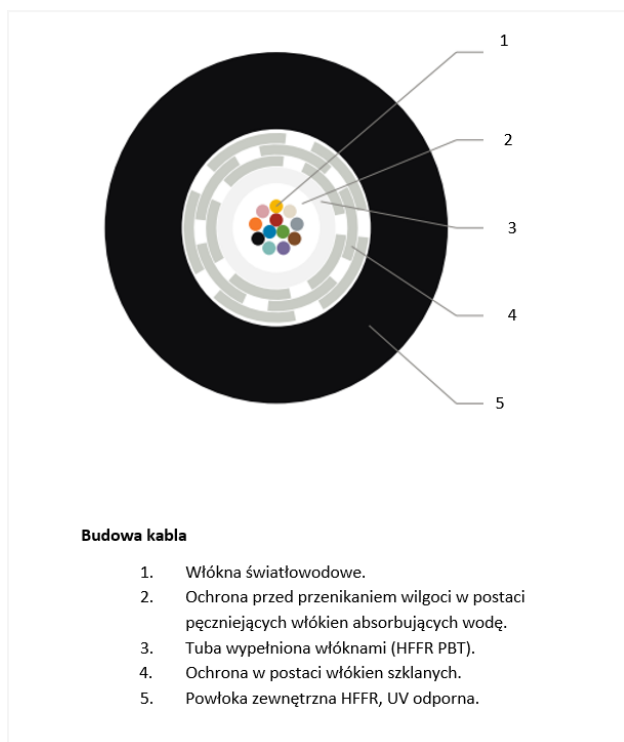 1
2
3
4
5
Budowa kabla
1. Włókna światłowodowe.
2. Ochrona przed przenikaniem wilgoci w postaci
pęczniejących włókien absorbujących wodę.
3. Tuba wypełniona włóknami (HFFR PBT).
4. Ochrona w postaci włókien szklanych.
5. Powłoka zewnętrzna HFFR, UV odporna.